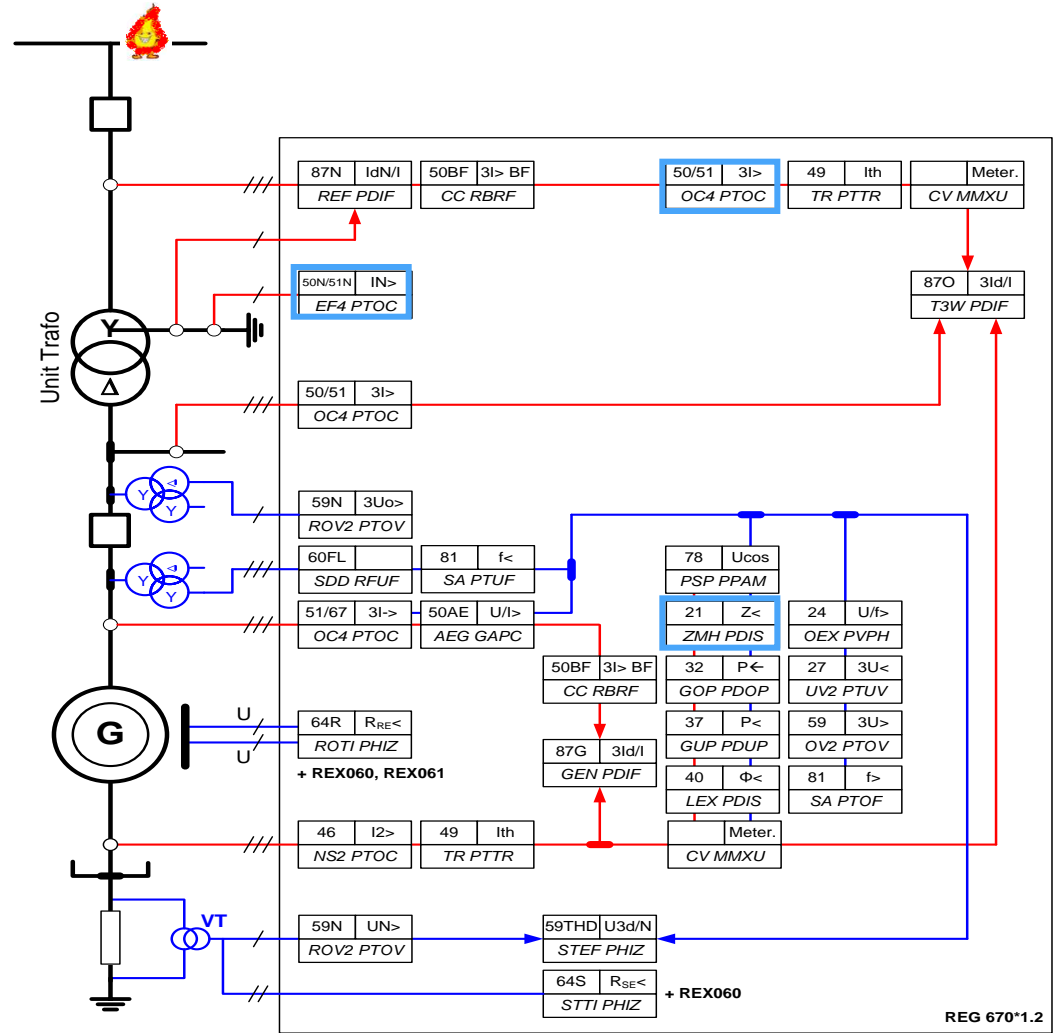 87N IdN/I 50BF 3I> BF 50/51 3I> 49 Ith Meter.
REF PDIF CC RBRF OC4 PTOC TR PTTR CV MMXU
50N/51N IN> 87O 3Id/I
EF4 PTOC T3W PDIF
Y
Unit Trafo
Δ
50/51 3I>
OC4 PTOC
Δ
Y
Y
59N 3Uo>
ROV2 PTOV
60FL 81 f< 78 Ucos
SDD RFUF SA PTUF PSP PPAM
Δ
Y
Y
51/67 3I-> 50AE U/I> 21 Z< 24 U/f>
OC4 PTOC AEG GAPC ZMH PDIS OEX PVPH
50BF 3I> BF 32 P← 27 3U<
CC RBRF GOP PDOP UV2 PTUV
U
64R RRE< 37 P< 59 3U>
G
ROTI PHIZ 87G 3Id/I GUP PDUP OV2 PTOV
U
+ REX060, REX061 GEN PDIF 40 Φ< 81 f>
LEX PDIS SA PTOF
46 I2> 49 Ith Meter.
NS2 PTOC TR PTTR CV MMXU
VT
59N UN> 59THD U3d/N
ROV2 PTOV STEF PHIZ
64S RSE< + REX060
STTI PHIZ
REG 670*1.2